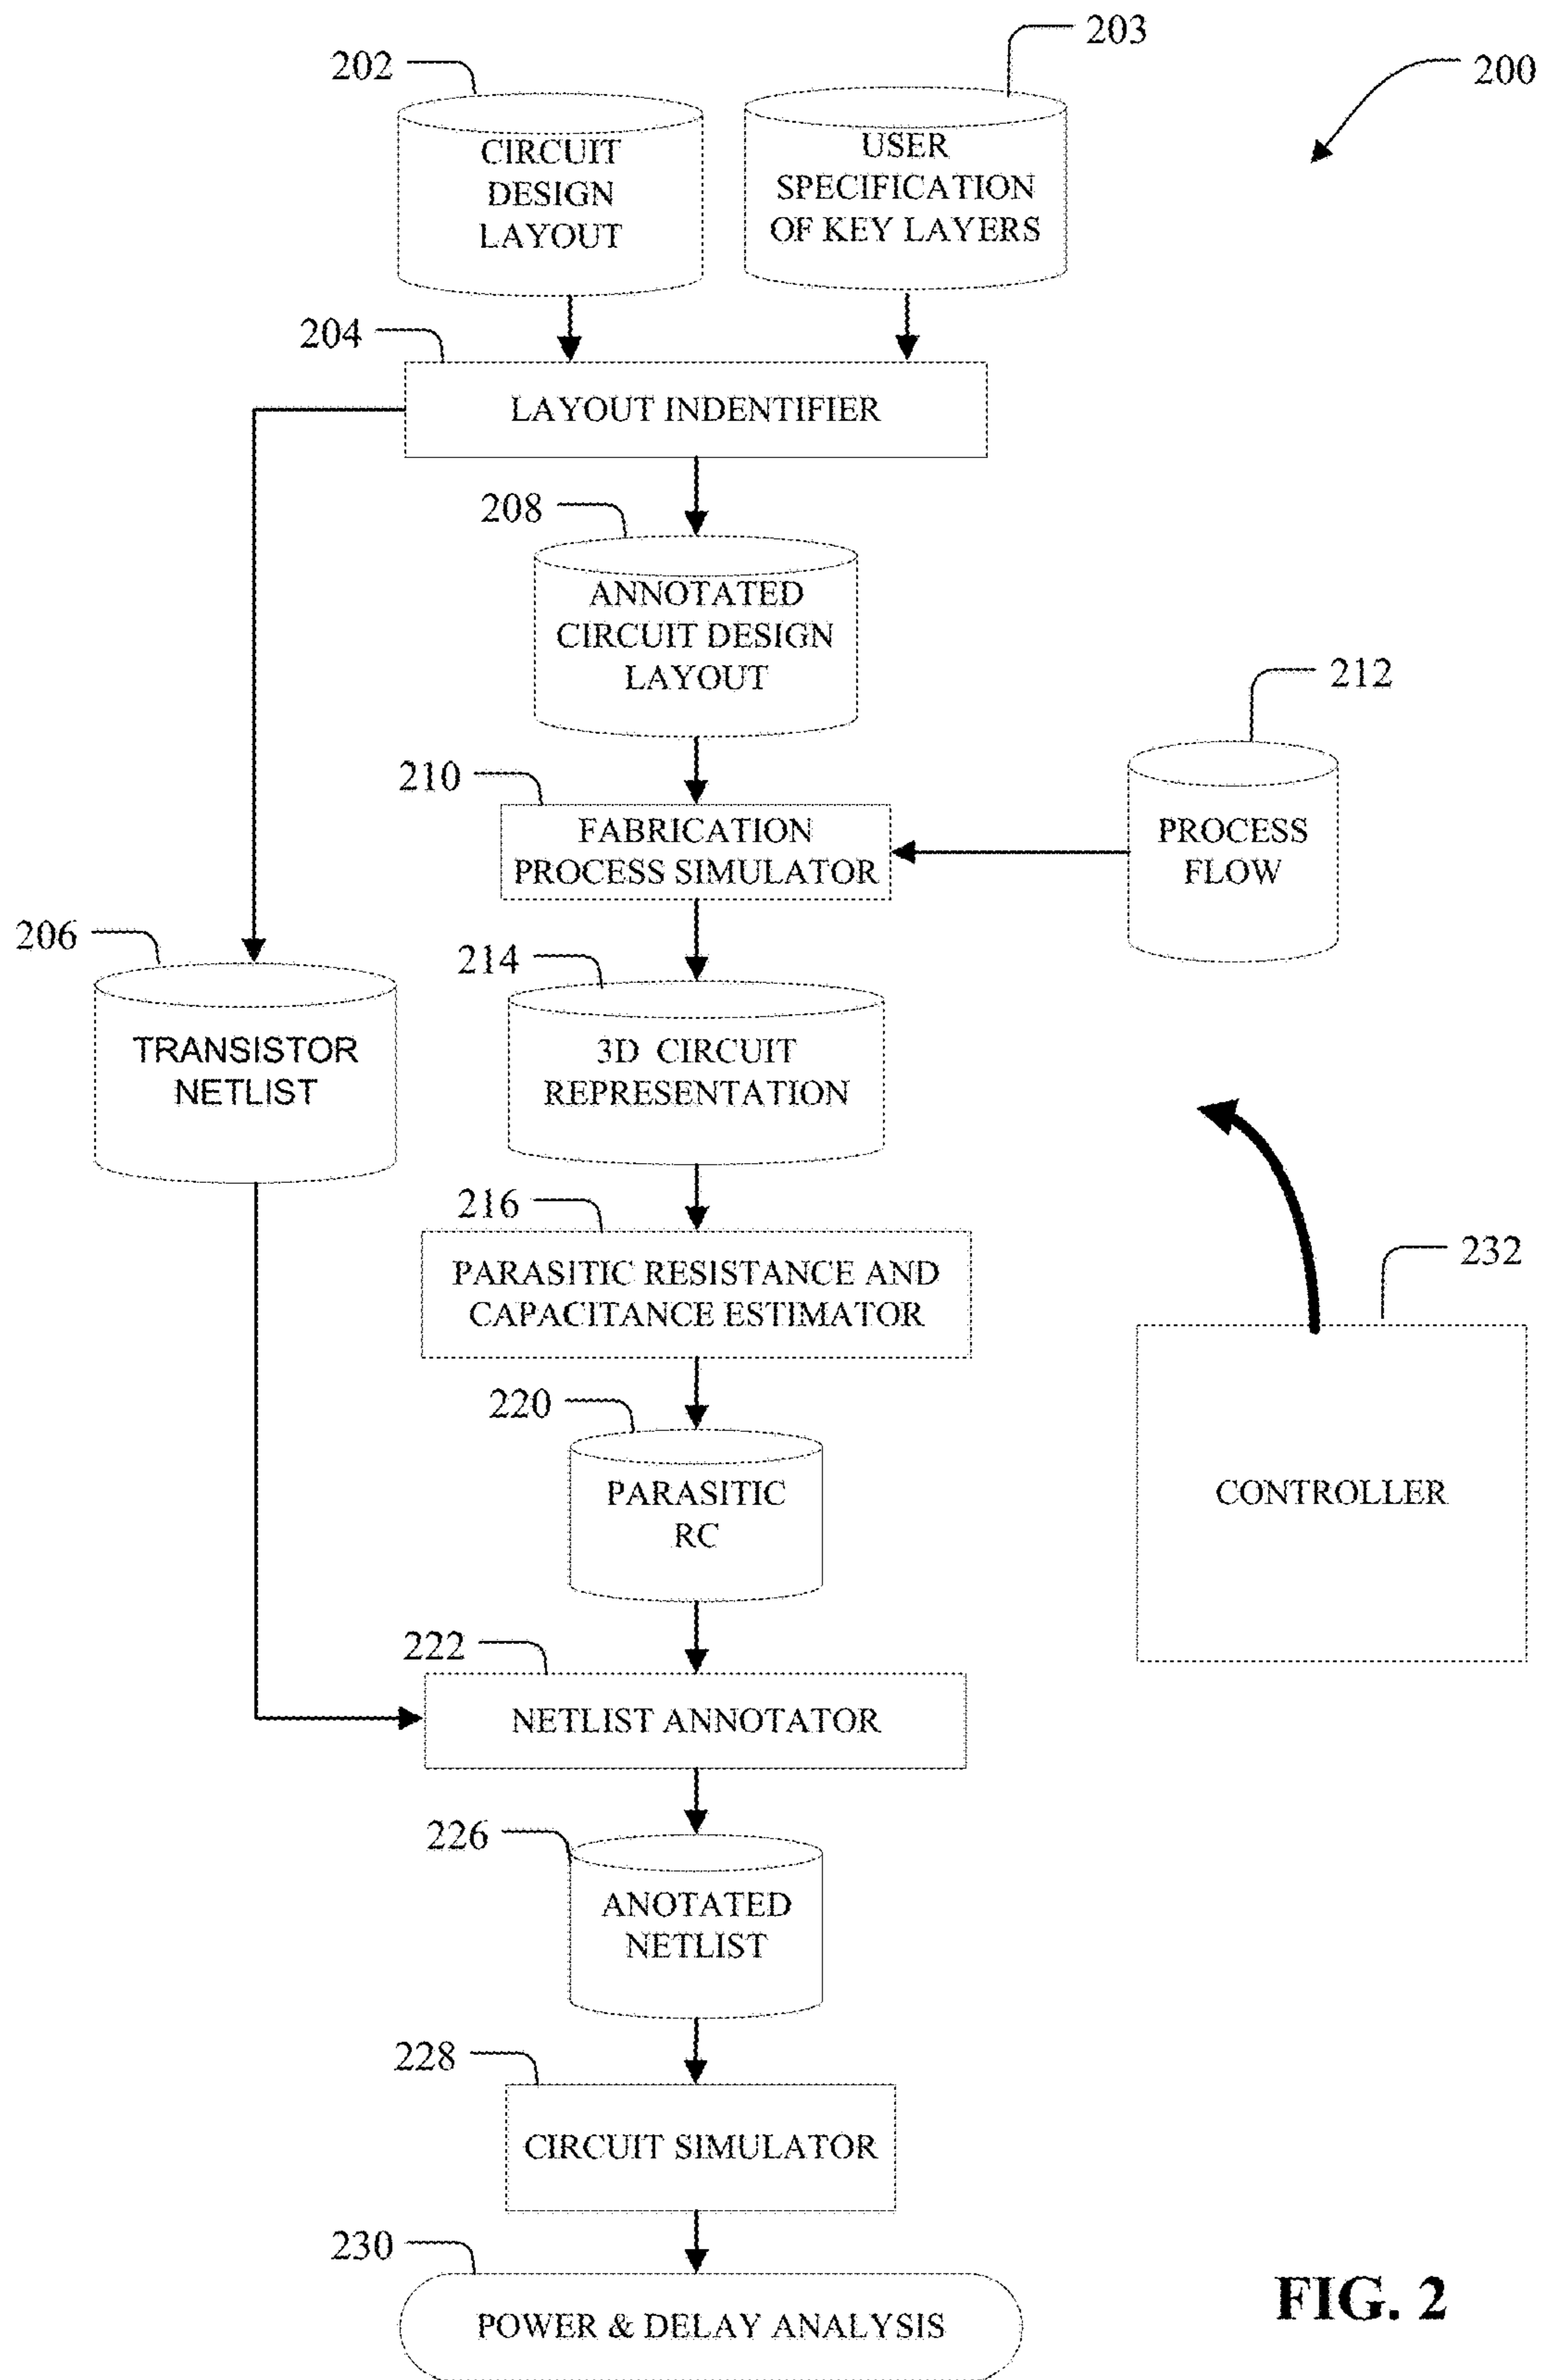 202
203
200
CIRCUIT
DESIGN
LAYOUT
USER
SPECIFICATION
OF KEY LAYERS
204
LAYOUT INDENTIFIER
208
ANNOTATED
CIRCUIT DESIGN
LAYOUT
212
210
FABRICATION
PROCESS SIMULATOR
PROCESS
FLOW
206
214
TRANSISTOR
NETLIST
3D CIRCUIT
REPRESENTATION
216
PARASITIC RESISTANCE AND
CAPACITANCE ESTIMATOR
232
220
PARASITIC
RC
CONTROLLER
222
NETLIST ANNOTATOR
226
ANOTATED
NETLIST
228
CIRCUIT SIMULATOR
230
POWER & DELAY ANALYSIS
FIG. 2